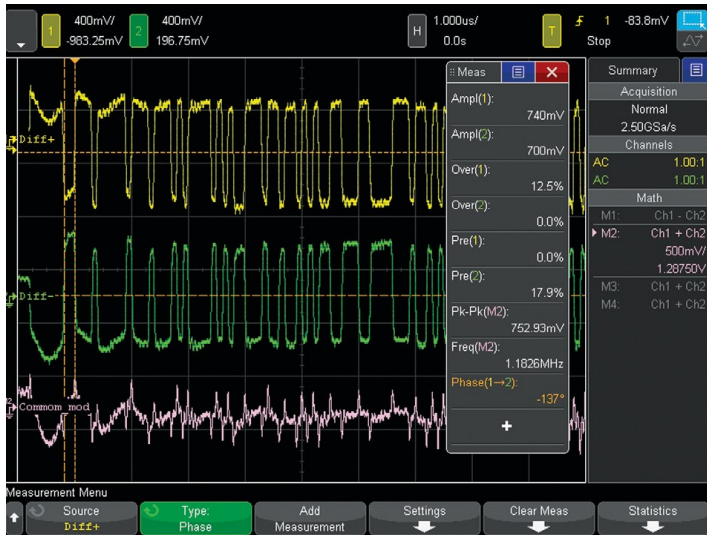 1 400mV/ 2 400mV/ H 1.000us/ T 1 -83.8mV
-983.25mV 196.75mV 0.0s Stop
Meas
Ampl(1):
740mV
Ampl(2):
700mV
Over(1):
12.5%
Over(2):
0.0%
Pre(1):
0.0%
Pre(2):
17.9%
Pk-Pk(M2):
752.93mV
Freq(M2):
1.1826MHz
Phase(1→2):
-137°
+
Summary
Acquisition
Normal
2.50GSa/s
Channels
AC 1.00:1
AC 1.00:1
Math
M1: Ch1 - Ch2
M2: Ch1 + Ch2
500mV/
1.28750V
M3: Ch1 + Ch2
M4: Ch1 + Ch2
Diff+
Diff-
Commom mod
Measurement Menu
Source Type: Add Settings Clear Meas Statistics
Diff+ Phase Measurement